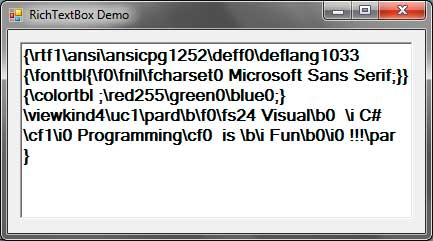 RichTextBox Demo
{\rtf1\ansi\ansicpg1252\deff0\deflang1033
{\fonttbl{\f0\fnil\fcharset0 Microsoft Sans Serif;}}
{\colortbl ;\red255\green0\blue0;}
\viewkind4\uc1\pard\b\f0\fs24 Visual\b0  \i C#
\cf1\i0 Programming\cf0  is \b\i Fun\b0\i0 !!!\par
}